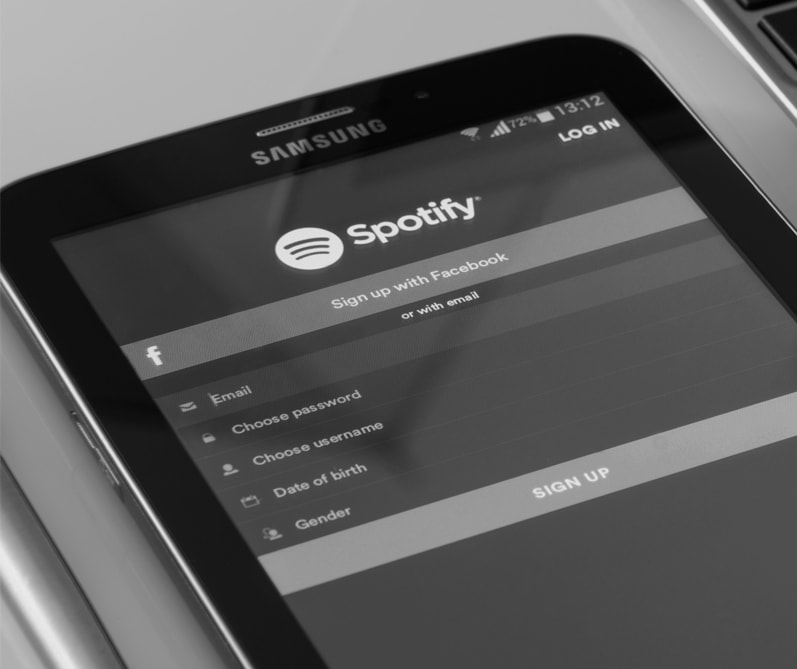 SAMSUNG
72% 13:12
LOG IN
Spotify®
Sign up with Facebook
or with email
Email
Choose password
Choose username
Date of birth
Gender
SIGN UP